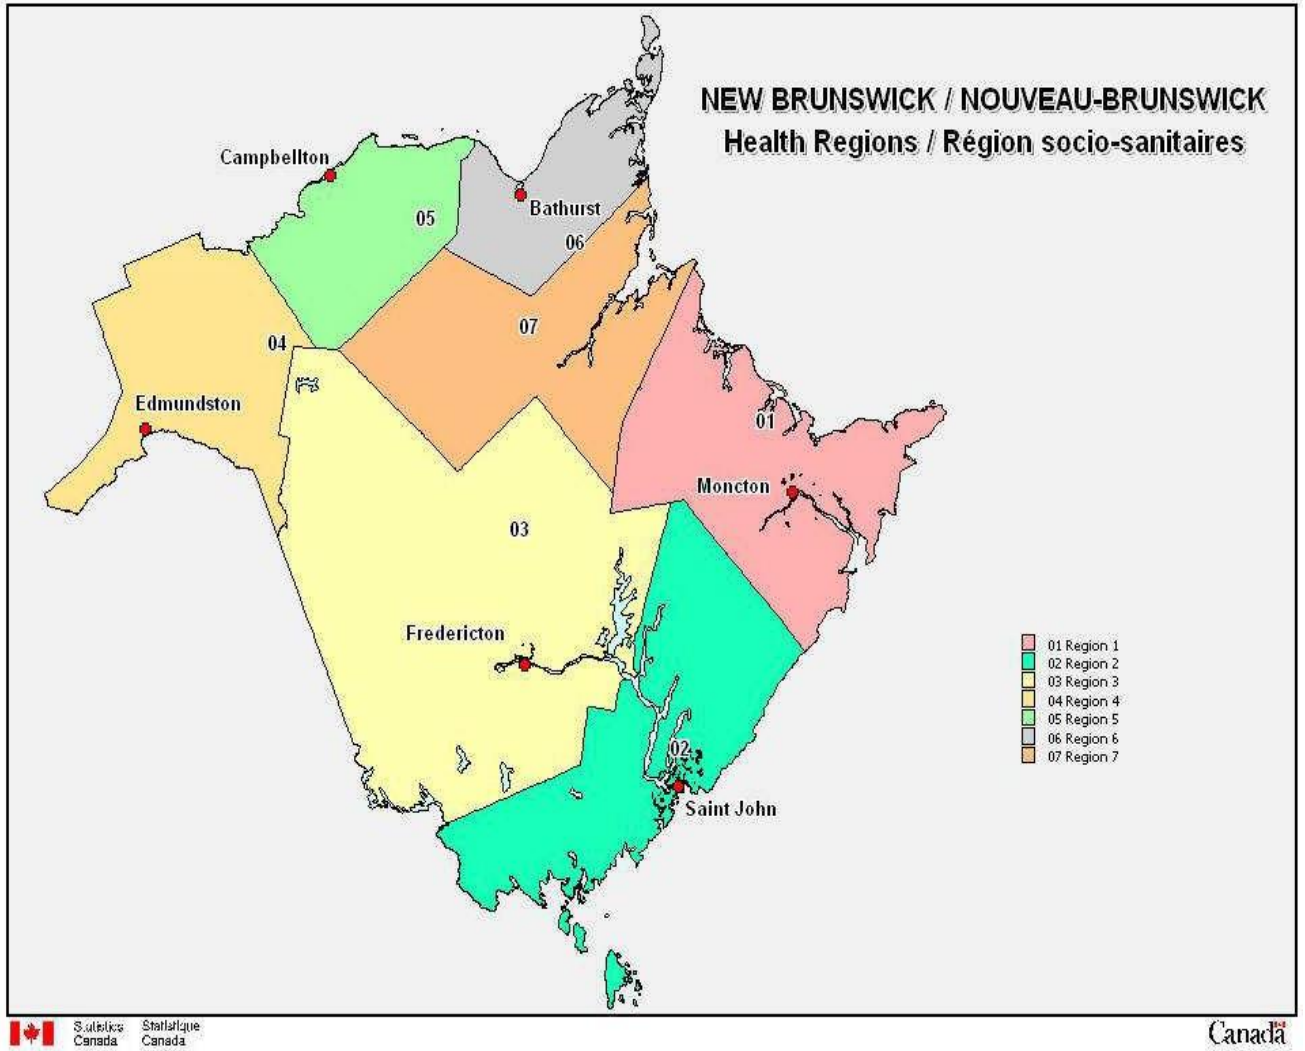 NEW BRUNSWICK / NOUVEAU-BRUNSWICK
Health Regions / Région socio-sanitaires
Campbellton
Bathurst
05
06
07
04
Edmundston
01
Moncton
03
Fredericton
02
Saint John
01 Region 1
02 Region 2
03 Region 3
04 Region 4
05 Region 5
06 Region 6
07 Region 7
Statistics Statistique
Canada Canada
Canada